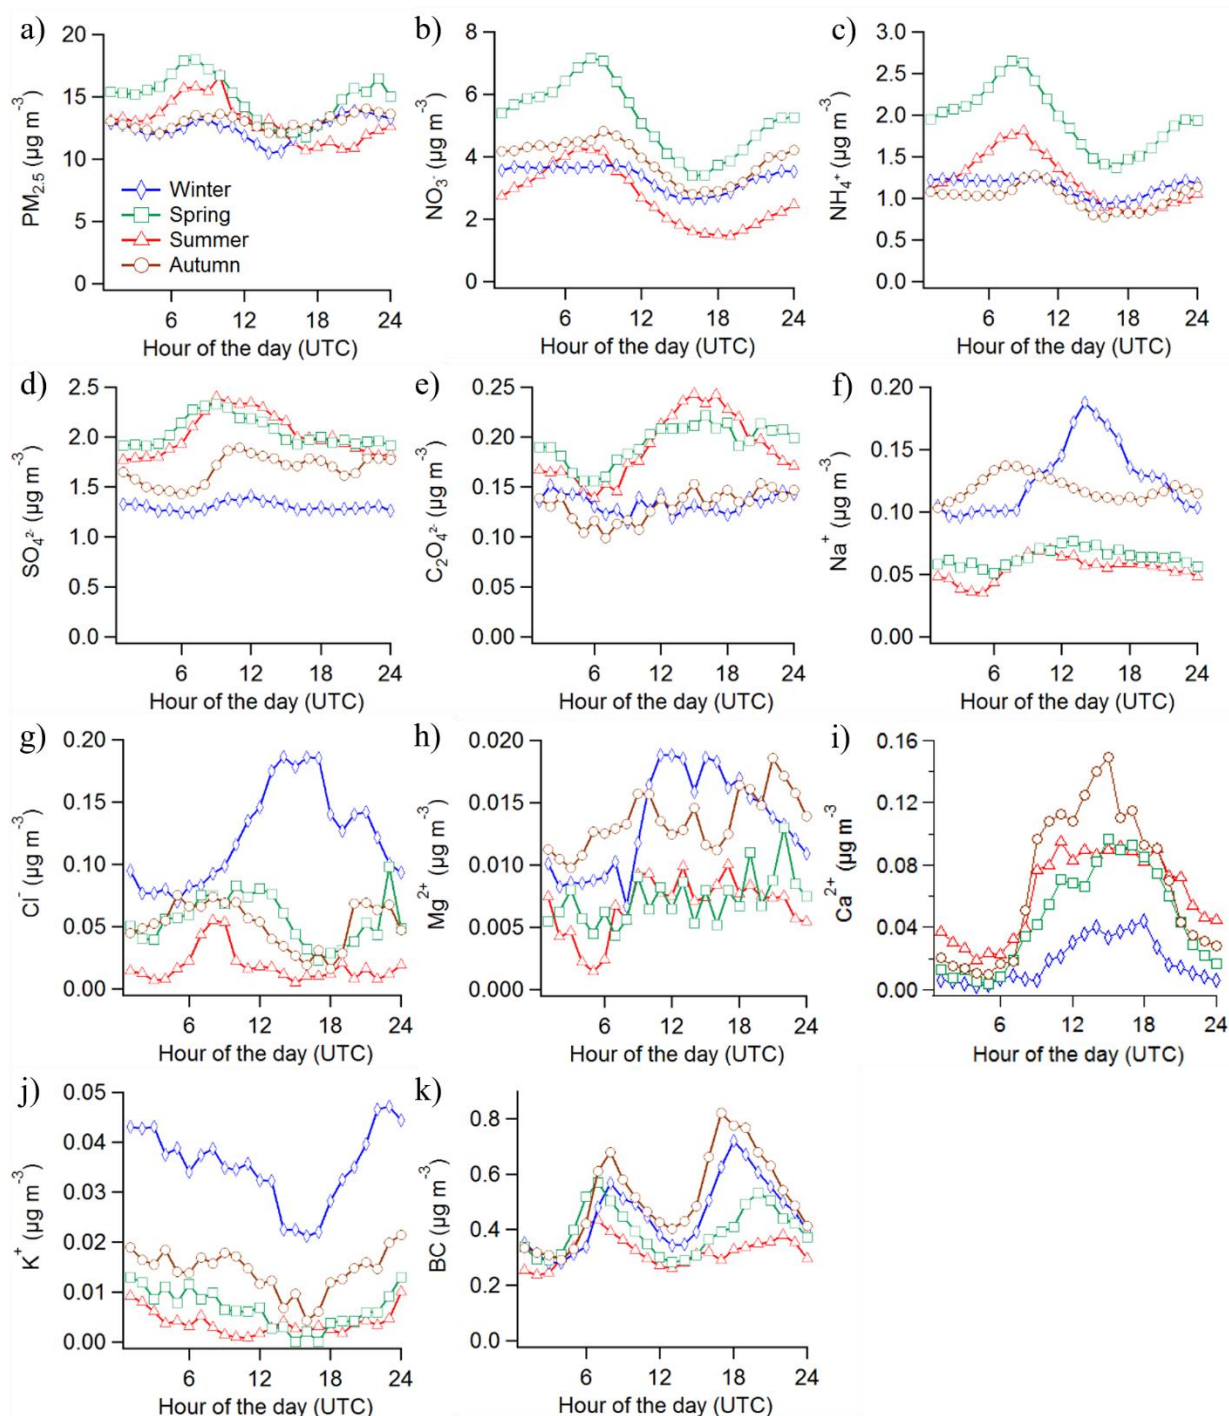 a)
20
15
10
5
0
PM₂.₅ (µg m⁻³)
Winter
Spring
Summer
Autumn
6 12 18 24
Hour of the day (UTC)
b)
8
6
4
2
0
NO₃⁻ (µg m⁻³)
6 12 18 24
Hour of the day (UTC)
c)
3.0
2.5
2.0
1.5
1.0
0.5
0.0
NH₄⁺ (µg m⁻³)
6 12 18 24
Hour of the day (UTC)
d)
2.5
2.0
1.5
1.0
0.5
0.0
SO₄²⁻ (µg m⁻³)
6 12 18 24
Hour of the day (UTC)
e)
0.25
0.20
0.15
0.10
0.05
0.00
C₂O₄²⁻ (µg m⁻³)
6 12 18 24
Hour of the day (UTC)
f)
0.20
0.15
0.10
0.05
0.00
Na⁺ (µg m⁻³)
6 12 18 24
Hour of the day (UTC)
g)
0.20
0.15
0.10
0.05
0.00
Cl⁻ (µg m⁻³)
6 12 18 24
Hour of the day (UTC)
h)
0.020
0.015
0.010
0.005
0.000
Mg²⁺ (µg m⁻³)
6 12 18 24
Hour of the day (UTC)
i)
0.16
0.12
0.08
0.04
0.00
Ca²⁺ (µg m⁻³)
6 12 18 24
Hour of the day (UTC)
j)
0.05
0.04
0.03
0.02
0.01
0.00
K⁺ (µg m⁻³)
6 12 18 24
Hour of the day (UTC)
k)
0.8
0.6
0.4
0.2
0.0
BC (µg m⁻³)
6 12 18 24
Hour of the day (UTC)